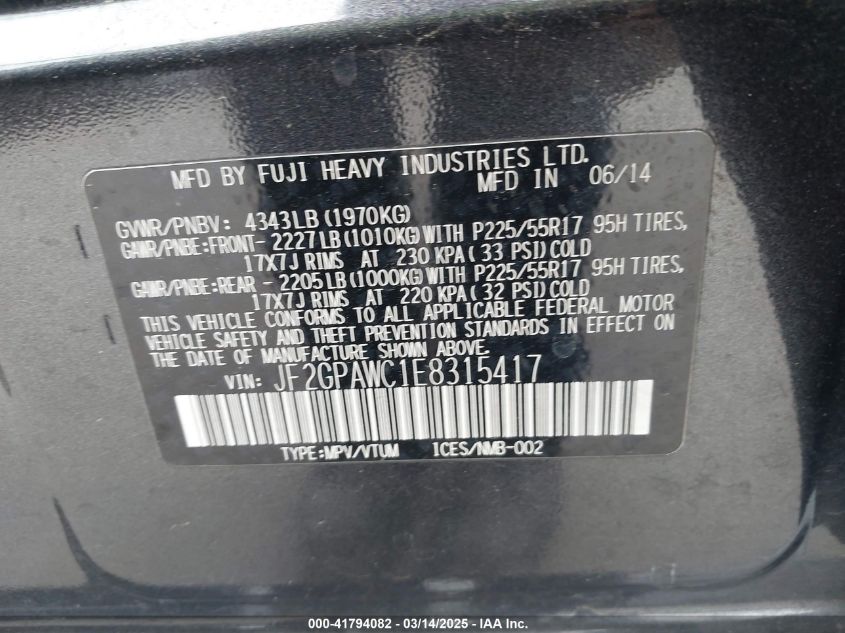 MFD BY FUJI HEAVY INDUSTRIES LTD.
MFD IN 06/14
GVWR/PNBV: 4343LB(1970KG)
GAWR/PNBE:FRONT- 2227LB(1010KG)WITH P225/55R17 95H TIRES,
17X7J RIMS AT 230 KPA(33 PSI)COLD
GAWR/PNBE:REAR - 2205LB(1000KG)WITH P225/55R17 95H TIRES,
17X7J RIMS AT 220 KPA(32 PSI)COLD
THIS VEHICLE CONFORMS TO ALL APPLICABLE FEDERAL MOTOR
VEHICLE SAFETY AND THEFT PREVENTION STANDARDS IN EFFECT ON
THE DATE OF MANUFACTURE SHOWN ABOVE.
VIN: JF2GPAWC1E8315417
TYPE:MPV/VTUM ICES/NMB-002
000-41794082 - 03/14/2025 - IAA Inc.